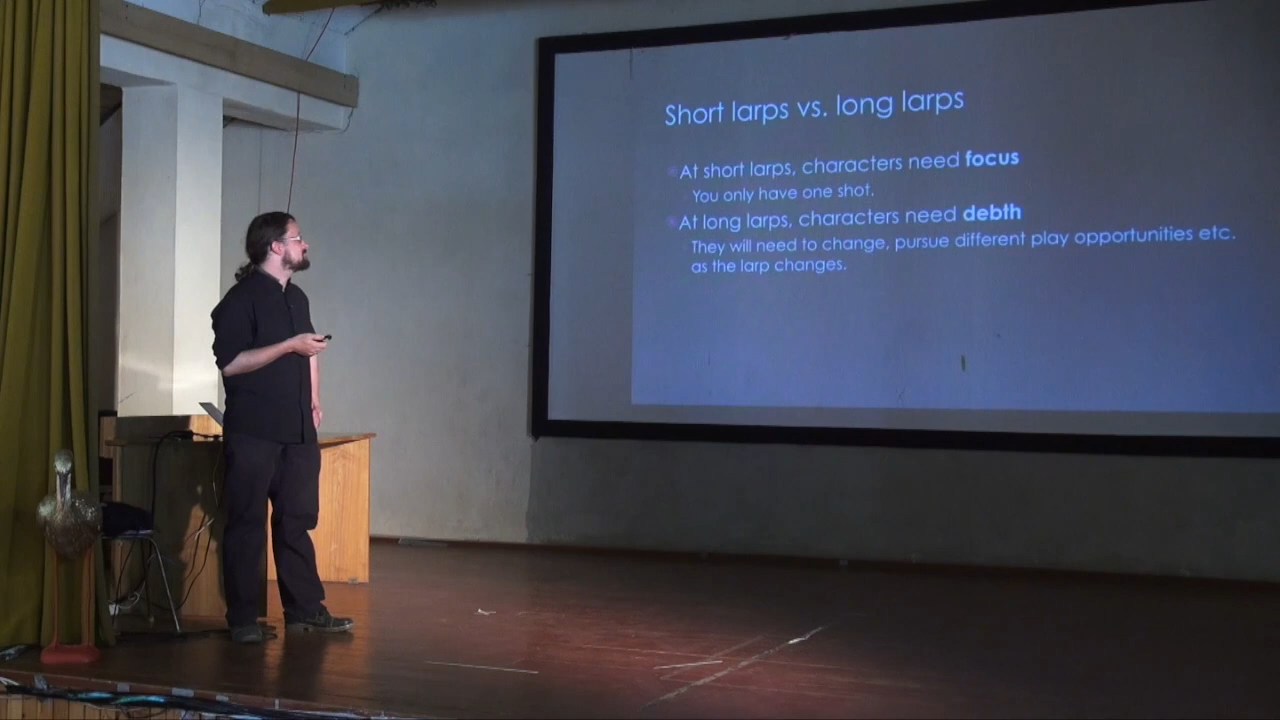 Short larps vs. long larps
At short larps, characters need focus
You only have one shot.
At long larps, characters need debth
They will need to change, pursue different play opportunities etc.
as the larp changes.